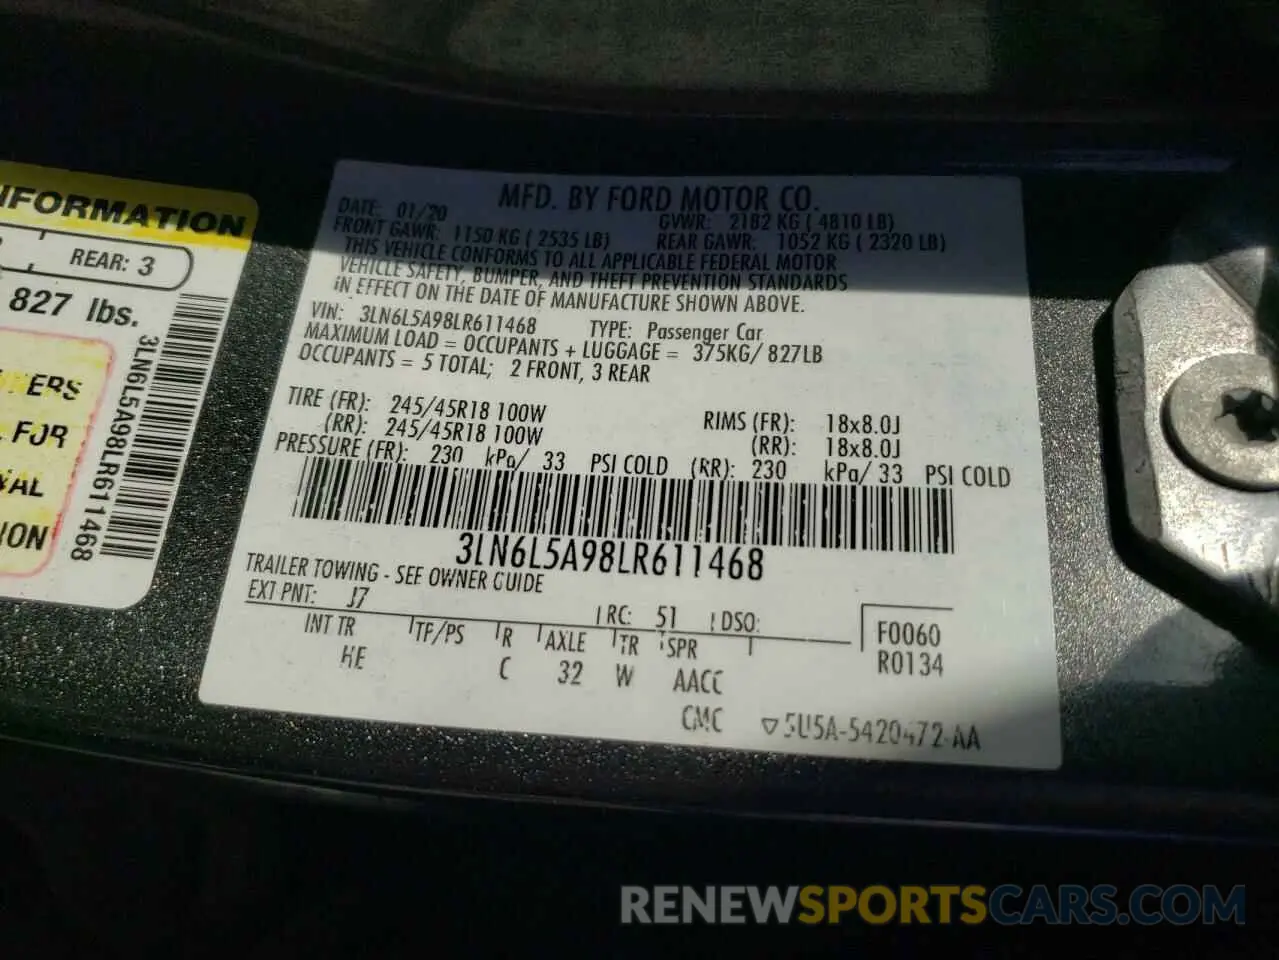 MFD. BY FORD MOTOR CO.
DATE: 01/20 GVWR: 2182 KG ( 4810 LB)
FRONT GAWR: 1150 KG ( 2535 LB) REAR GAWR: 1052 KG ( 2320 LB)
THIS VEHICLE CONFORMS TO ALL APPLICABLE FEDERAL MOTOR
VEHICLE SAFETY, BUMPER, AND THEFT PREVENTION STANDARDS
IN EFFECT ON THE DATE OF MANUFACTURE SHOWN ABOVE.
VIN: 3LN6L5A98LR611468 TYPE: Passenger Car
MAXIMUM LOAD = OCCUPANTS + LUGGAGE = 375KG/ 827LB
OCCUPANTS = 5 TOTAL; 2 FRONT, 3 REAR
TIRE (FR): 245/45R18 100W RIMS (FR): 18x8.0J
(RR): 245/45R18 100W (RR): 18x8.0J
PRESSURE (FR): 230 kPa/ 33 PSI COLD (RR): 230 kPa/ 33 PSI COLD
3LN6L5A98LR611468
TRAILER TOWING - SEE OWNER GUIDE
EXT PNT: J7 RC: 51 DSO:
INT TR TF/PS R AXLE TR SPR
HE C 32 W AACC
CMC
F0060
R0134
5U5A-5420472-AA
INFORMATION
REAR: 3
827 lbs.
3LN6L5A98LR611468
FOR
RENEWSPORTSCARS.COM